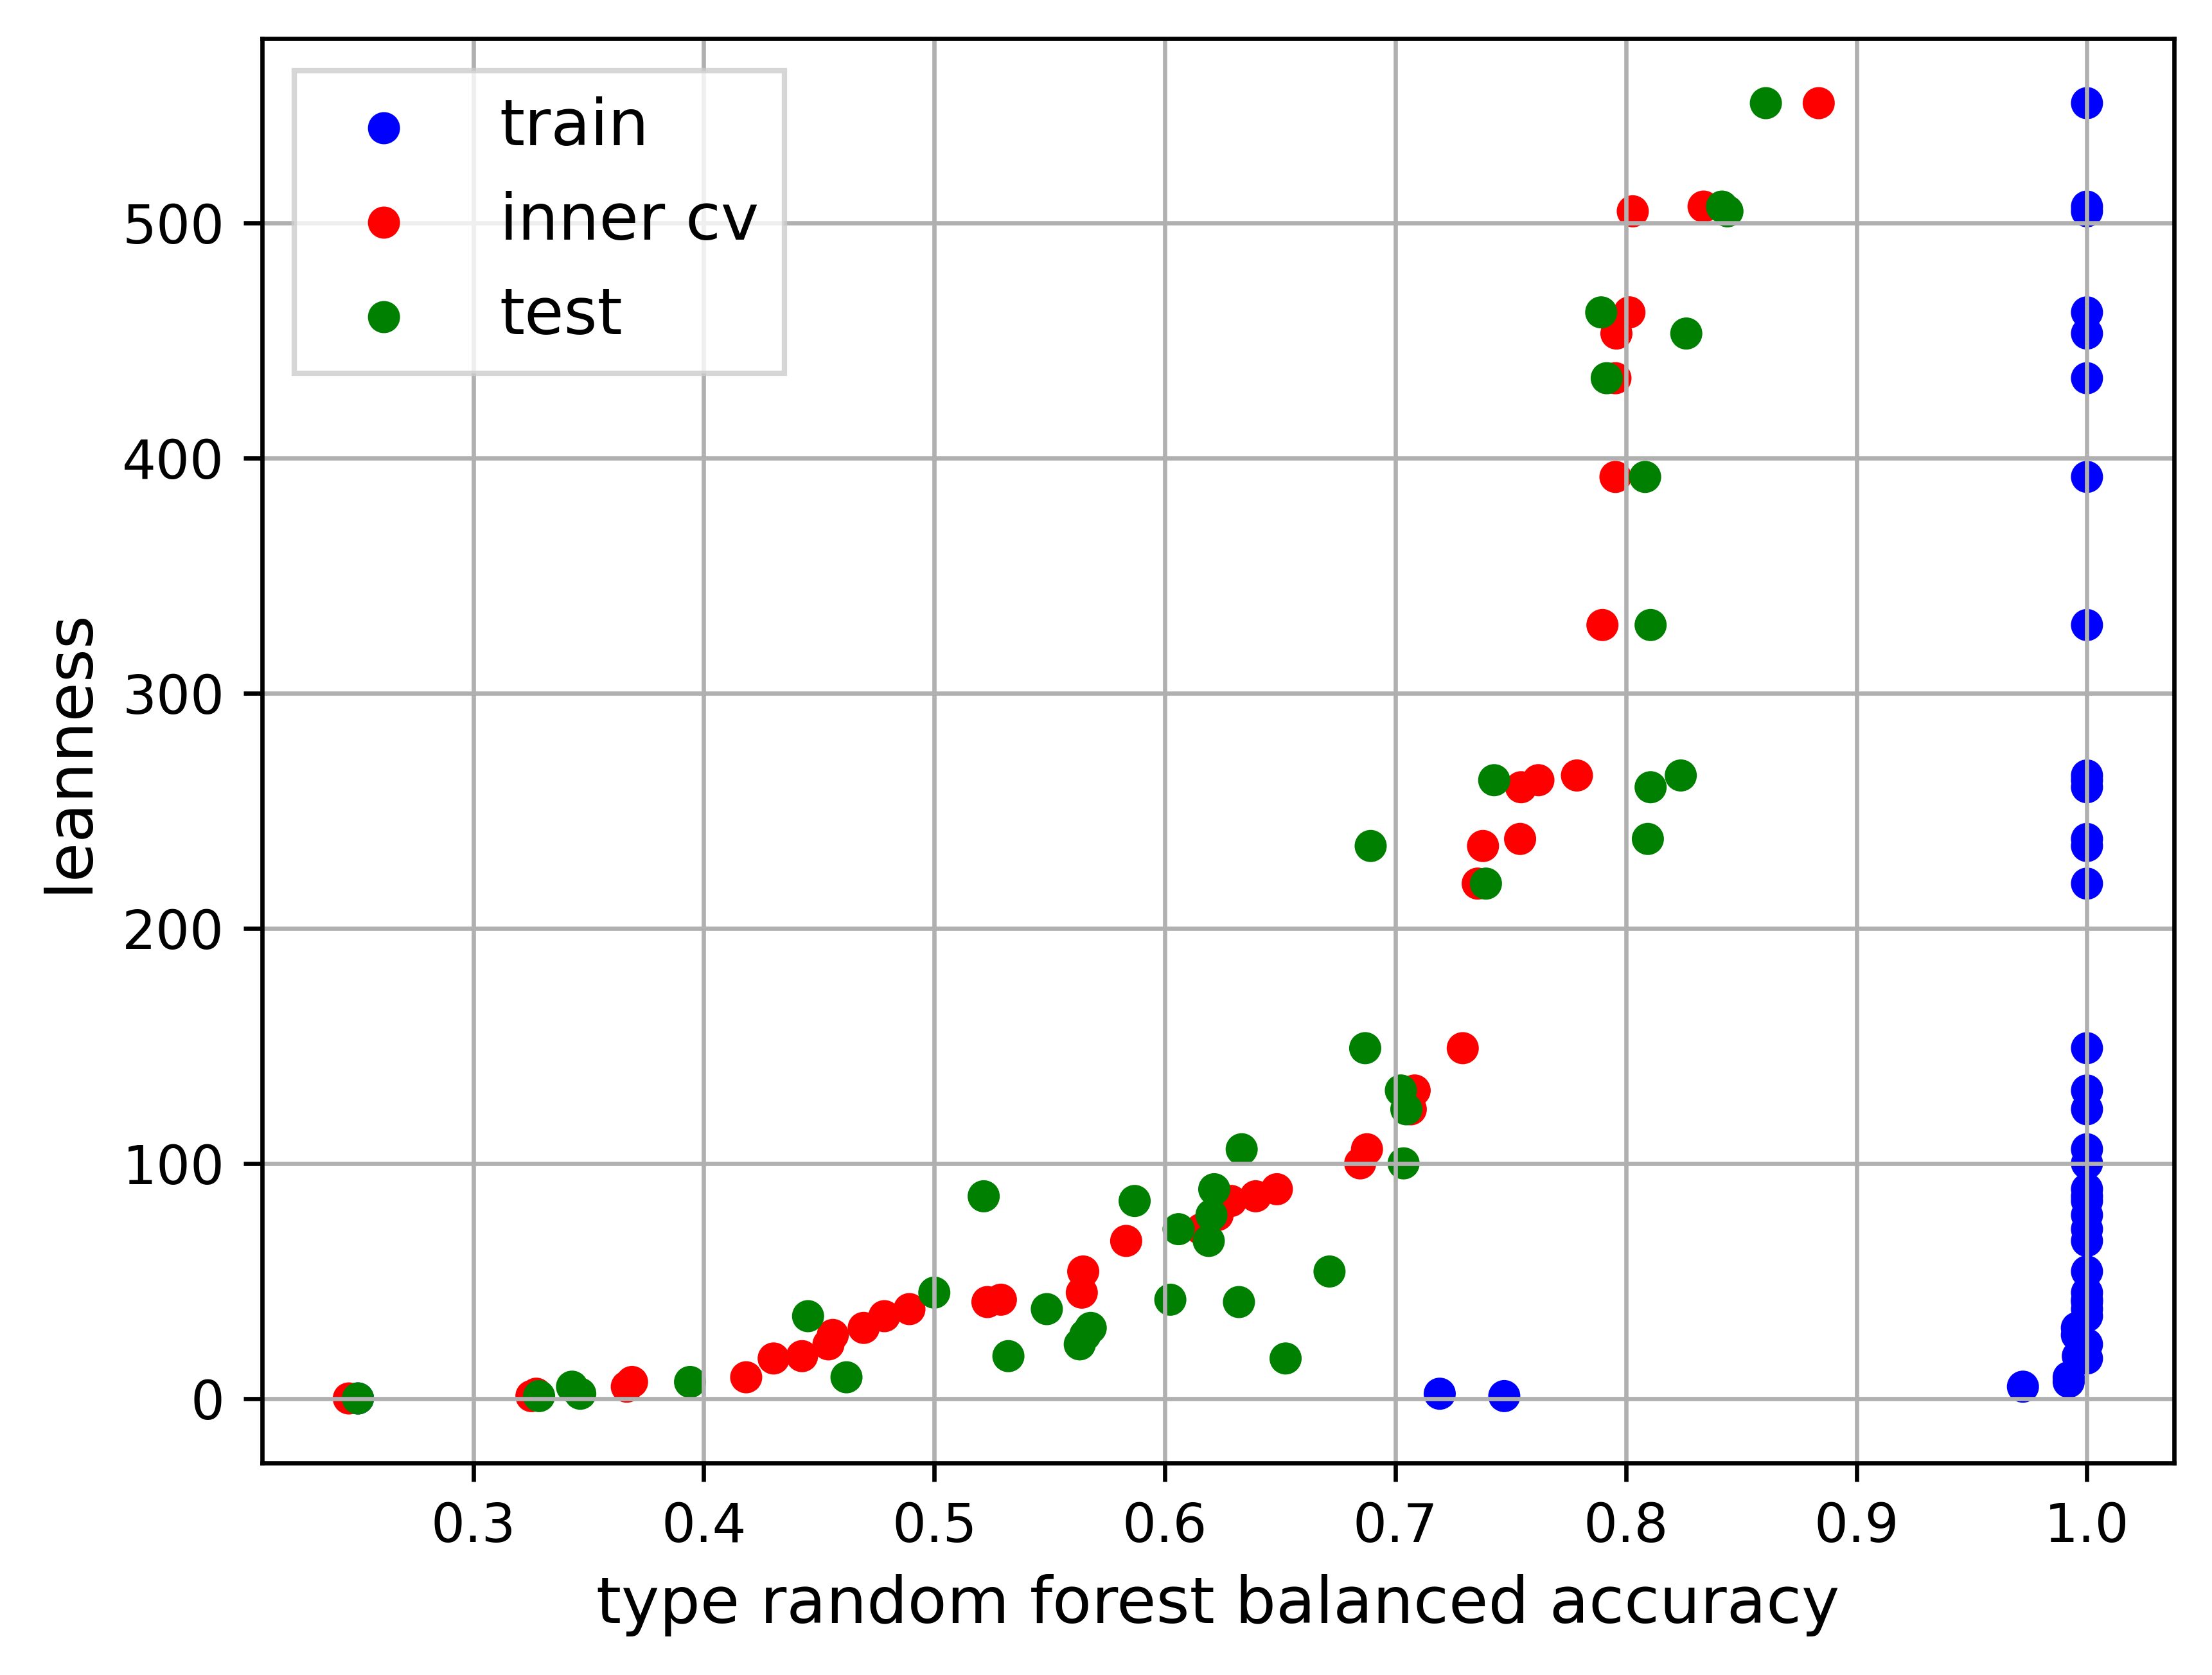 train
inner cv
test
500
400
300
200
100
0
leanness
0.3 0.4 0.5 0.6 0.7 0.8 0.9 1.0
type random forest balanced accuracy